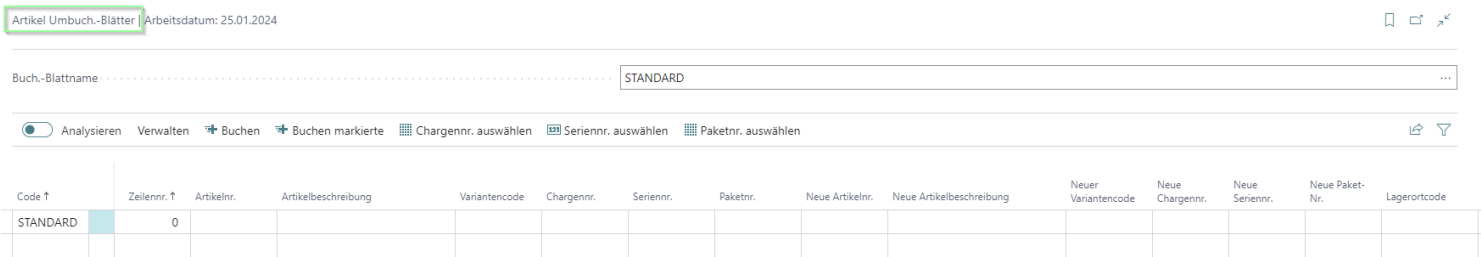 Artikel Umbuch.-Blätter | Arbeitsdatum: 25.01.2024
Buch.-Blattname STANDARD ...
Analysieren Verwalten Buchen Buchen markierte Chargennr. auswählen 123 Seriennr. auswählen Paketnr. auswählen
Code ↑ Zeilennr. ↑ Artikelnr. Artikelbeschreibung Variantencode Chargennr. Seriennr. Paketnr. Neue Artikelnr. Neue Artikelbeschreibung Neuer Variantencode Neue Chargennr. Neue Seriennr. Neue Paket-Nr. Lagerortcode
STANDARD 0